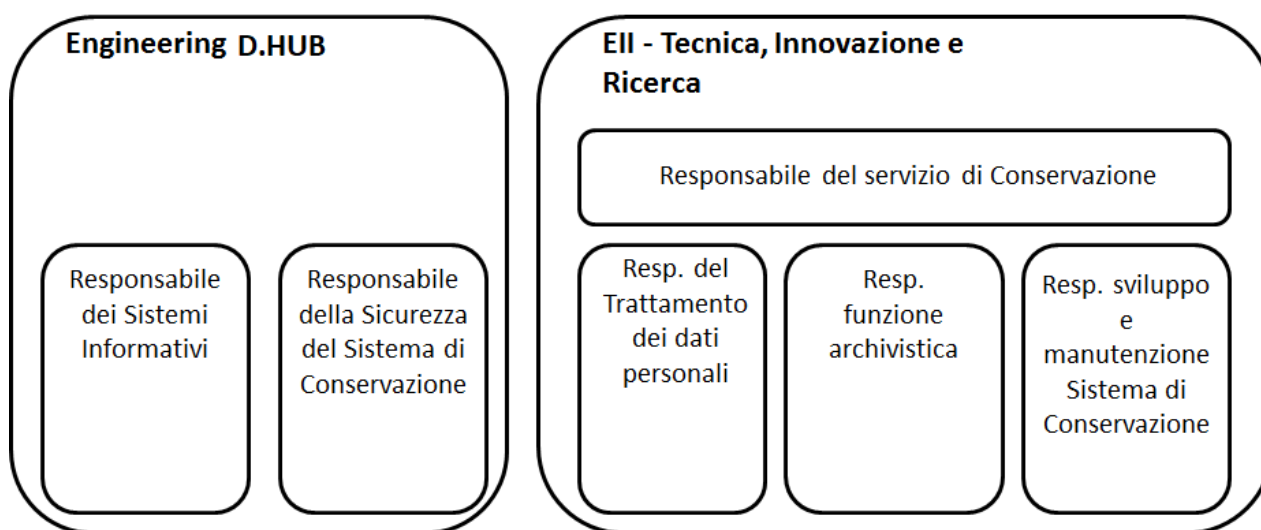 Engineering D.HUB
EII - Tecnica, Innovazione e
Ricerca
Responsabile del servizio di Conservazione
Responsabile
dei Sistemi
Informativi
Responsabile
della Sicurezza
del Sistema di
Conservazione
Resp. del
Trattamento
dei dati
personali
Resp.
funzione
archivistica
Resp. sviluppo
e
manutenzione
Sistema di
Conservazione